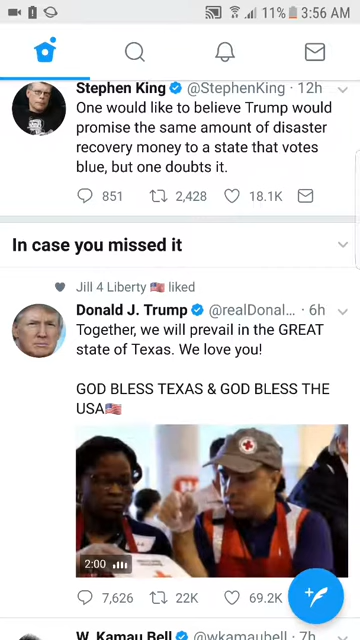 11% 3:56 AM
Stephen King @StephenKing · 12h
One would like to believe Trump would
promise the same amount of disaster
recovery money to a state that votes
blue, but one doubts it.
851 2,428 18.1K
In case you missed it
Jill 4 Liberty 🇺🇸 liked
Donald J. Trump @realDonal... · 6h
Together, we will prevail in the GREAT
state of Texas. We love you!
GOD BLESS TEXAS & GOD BLESS THE
USA🇺🇸
2:00
7,626 22K 69.2K
W. Kamau Bell @wkamaubell · 7h